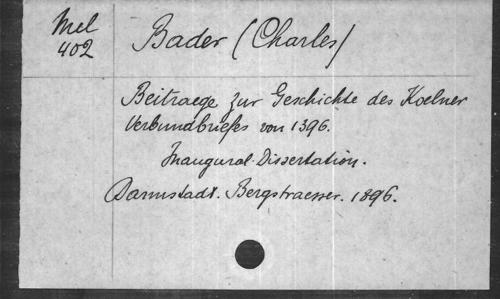 Mel
402
Bader (Charles)
Beitraege zur Geschichte des Koelner
Verbundbriefes von 1396.
Inaugural-Dissertation.
Darmstadt. Bergstraesser. 1896.